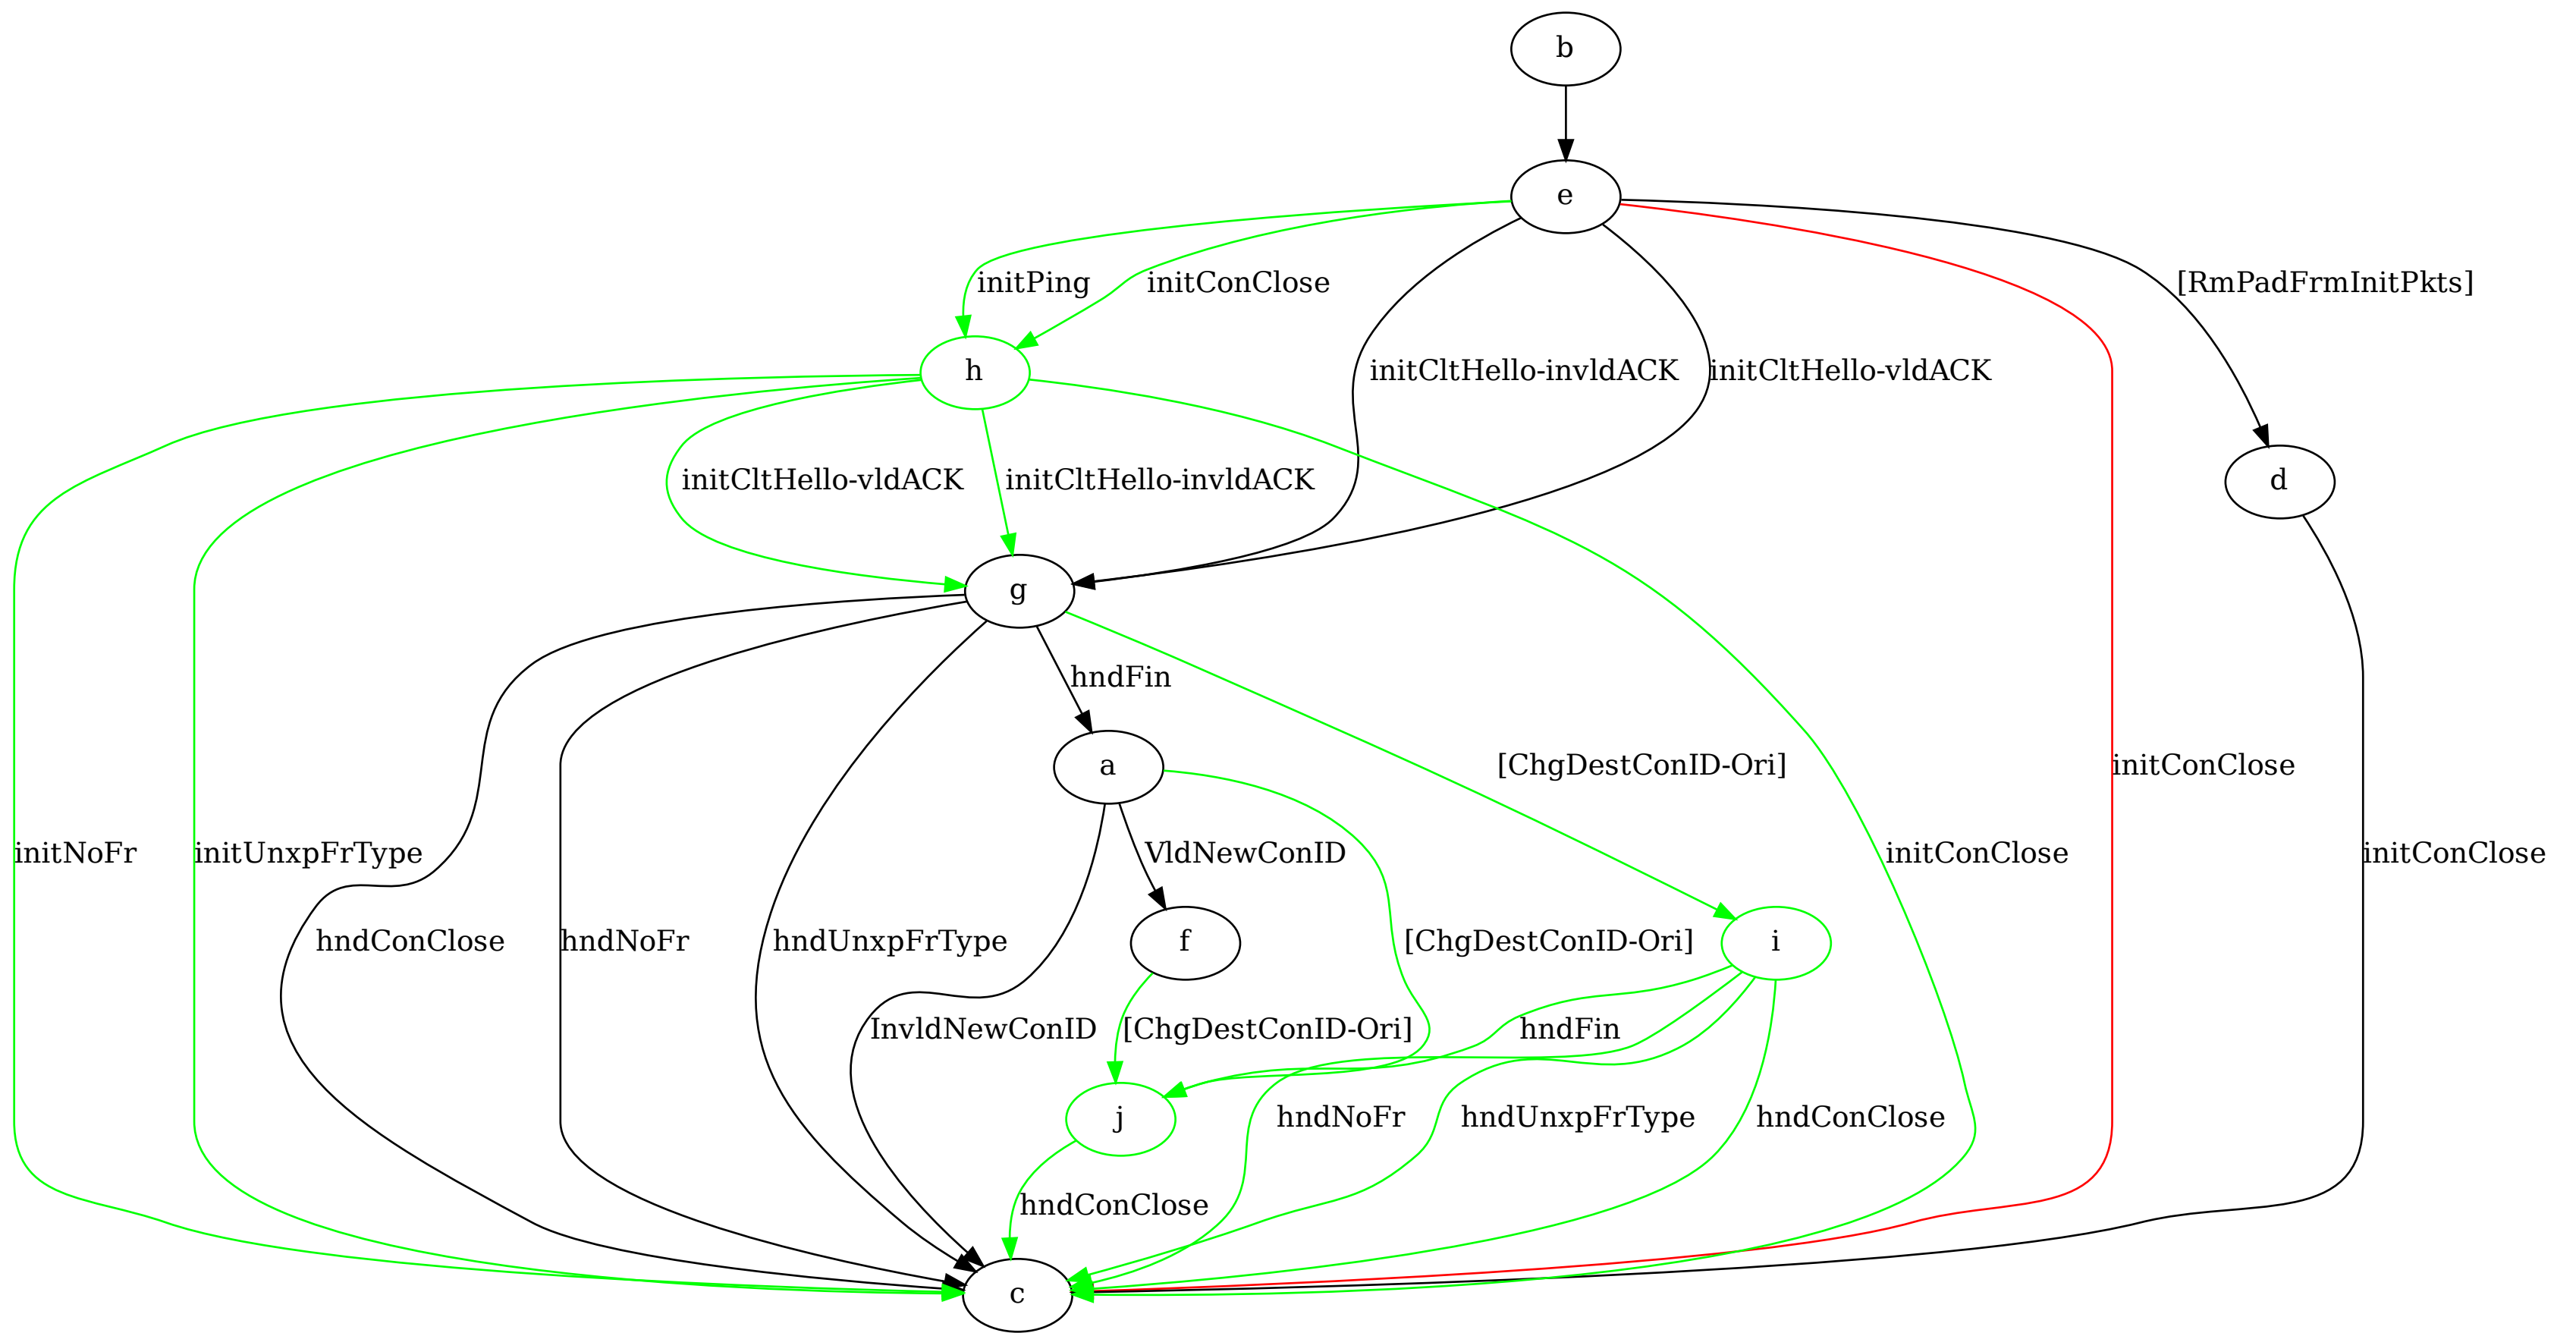 b
e
initPing
initConClose
[RmPadFrmInitPkts]
h
initCltHello-invldACK
initCltHello-vldACK
initCltHello-vldACK
initCltHello-invldACK
d
g
hndFin
a
[ChgDestConID-Ori]
initConClose
initNoFr
initUnxpFrType
VldNewConID
initConClose
initConClose
hndConClose
hndNoFr
hndUnxpFrType
f
[ChgDestConID-Ori]
i
InvldNewConID
[ChgDestConID-Ori]
hndFin
j
hndNoFr
hndUnxpFrType
hndConClose
hndConClose
c